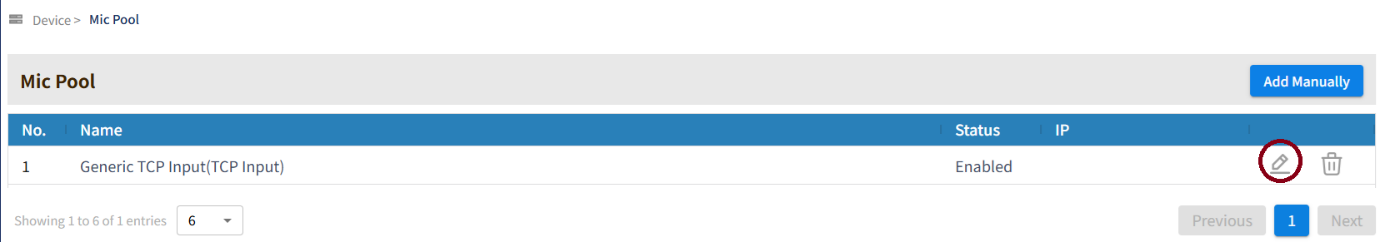 Device > Mic Pool
Mic Pool Add Manually
No. Name Status IP
1 Generic TCP Input(TCP Input) Enabled
Showing 1 to 6 of 1 entries 6 Previous 1 Next